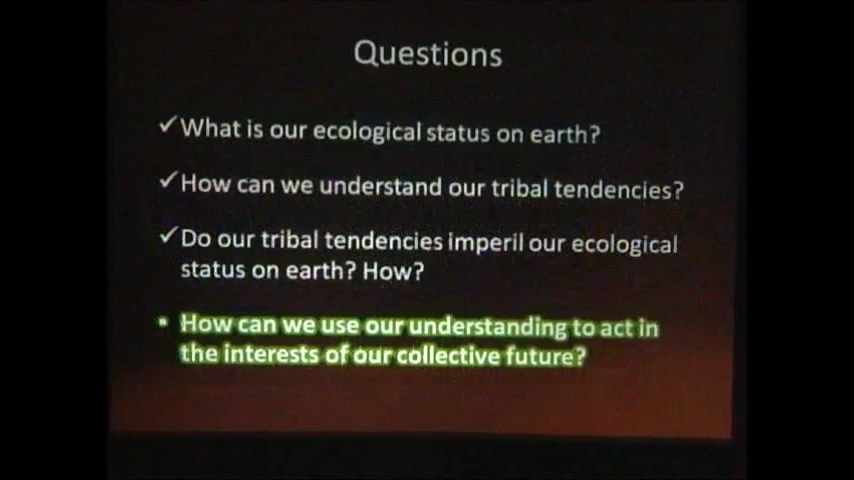 Questions
✓What is our ecological status on earth?
✓How can we understand our tribal tendencies?
✓Do our tribal tendencies imperil our ecological
status on earth? How?
▪ How can we use our understanding to act in
the interests of our collective future?